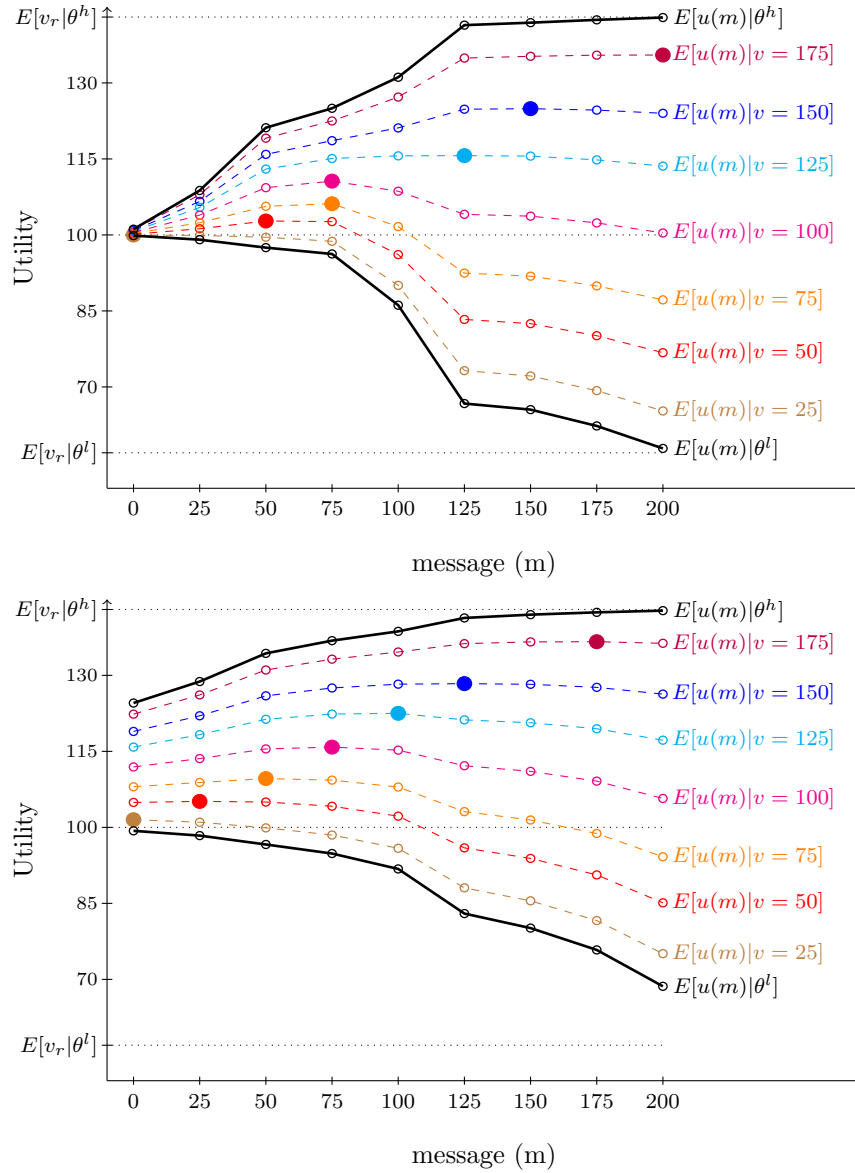 E[v_r|θ^h]
E[u(m)|θ^h]
E[u(m)|v = 175]
130
E[u(m)|v = 150]
115
E[u(m)|v = 125]
100
E[u(m)|v = 100]
Utility
85
E[u(m)|v = 75]
E[u(m)|v = 50]
70
E[u(m)|v = 25]
E[v_r|θ^l]
E[u(m)|θ^l]
0 25 50 75 100 125 150 175 200
message (m)
E[v_r|θ^h]
E[u(m)|θ^h]
E[u(m)|v = 175]
130
E[u(m)|v = 150]
115
E[u(m)|v = 125]
E[u(m)|v = 100]
100
E[u(m)|v = 75]
Utility
85
E[u(m)|v = 50]
E[u(m)|v = 25]
70
E[u(m)|θ^l]
E[v_r|θ^l]
0 25 50 75 100 125 150 175 200
message (m)